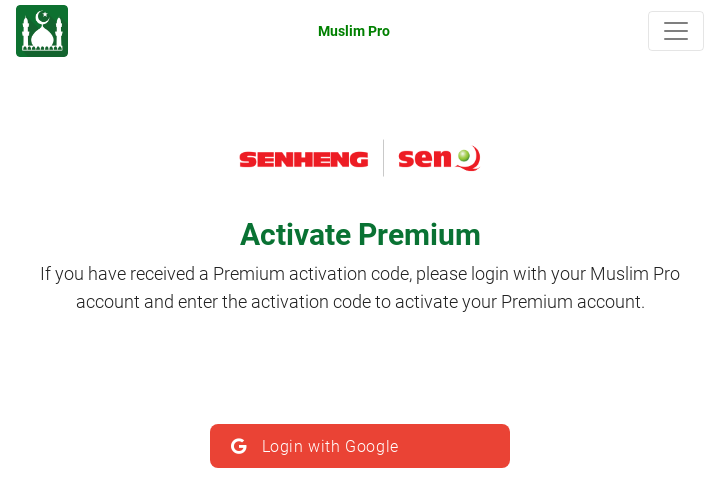 Muslim Pro
SENHENG senQ
Activate Premium
If you have received a Premium activation code, please login with your Muslim Pro
account and enter the activation code to activate your Premium account.
Login with Google